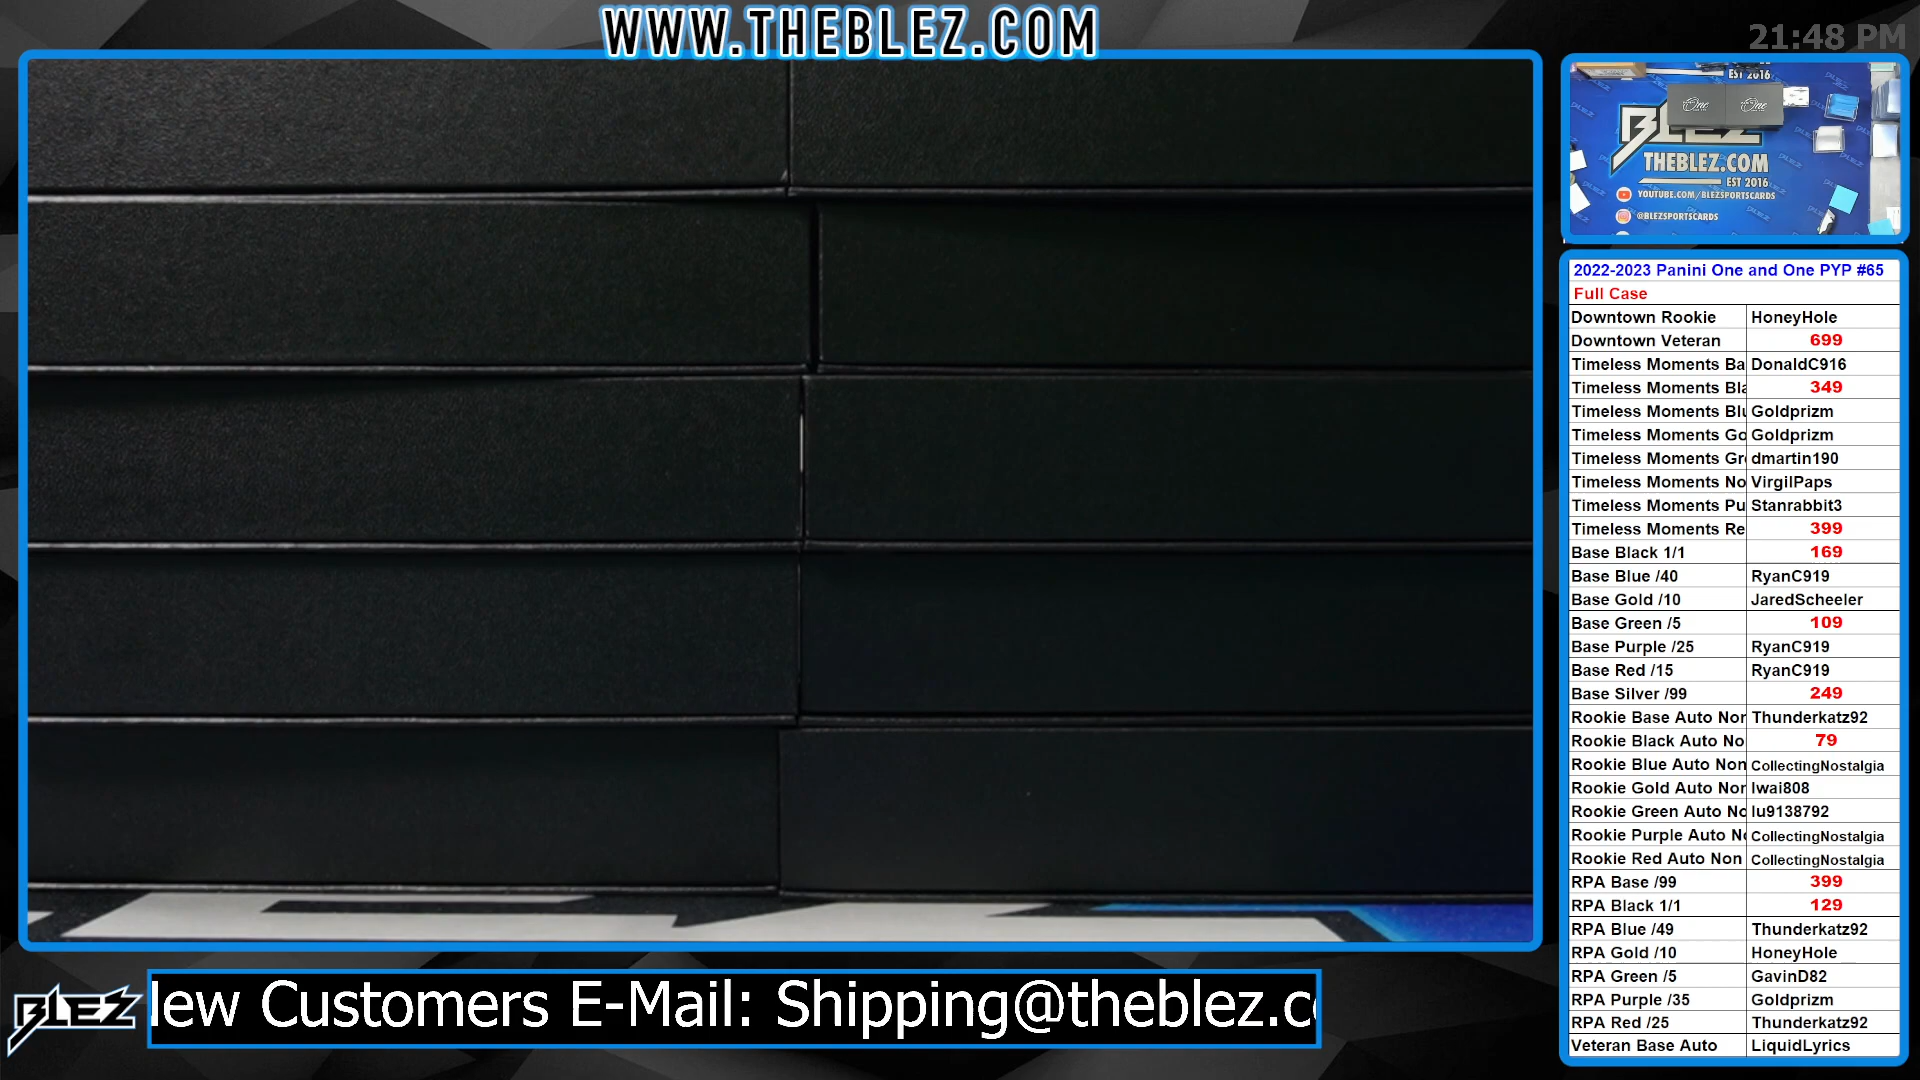 WWW.THEBLEZ.COM
21:48 PM
EST 2016
One
One
BLEZ
THEBLEZ.COM
EST 2016
YOUTUBE.COM/BLEZSPORTSCARDS
@BLEZSPORTSCARDS
2022-2023 Panini One and One PYP #65
Full Case
Downtown Rookie HoneyHole
Downtown Veteran 699
Timeless Moments Ba DonaldC916
Timeless Moments Bla 349
Timeless Moments Blu Goldprizm
Timeless Moments Go Goldprizm
Timeless Moments Gr dmartin190
Timeless Moments No VirgilPaps
Timeless Moments Pu Stanrabbit3
Timeless Moments Re 399
Base Black 1/1 169
Base Blue /40 RyanC919
Base Gold /10 JaredScheeler
Base Green /5 109
Base Purple /25 RyanC919
Base Red /15 RyanC919
Base Silver /99 249
Rookie Base Auto Non Thunderkatz92
Rookie Black Auto No 79
Rookie Blue Auto Non CollectingNostalgia
Rookie Gold Auto Non
Rookie Green Auto No
Rookie Purple Auto No CollectingNostalgia
Rookie Red Auto Non CollectingNostalgia
RPA Base /99 399
RPA Black 1/1 129
RPA Blue /49 Thunderkatz92
RPA Gold /10 HoneyHole
RPA Green /5 GavinD82
RPA Purple /35 Goldprizm
RPA Red /25 Thunderkatz92
Veteran Base Auto LiquidLyrics
BLEZ
lew Customers E-Mail: Shipping@theblez.co